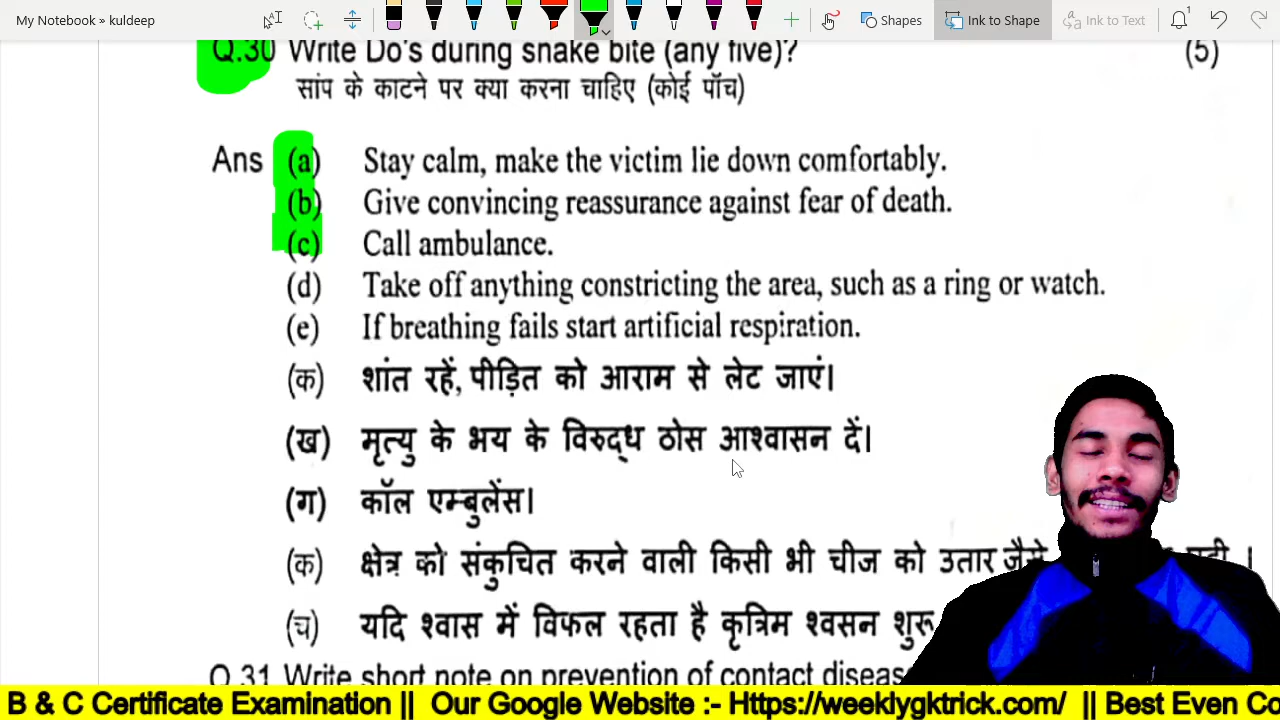 My Notebook » kuldeep
Shapes
Ink to Shape
Ink to Text
Q.30 Write Do's during snake bite (any five)? (5)
सांप के काटने पर क्या करना चाहिए (कोई पॉच)
Ans (a) Stay calm, make the victim lie down comfortably.
(b) Give convincing reassurance against fear of death.
(c) Call ambulance.
(d) Take off anything constricting the area, such as a ring or watch.
(e) If breathing fails start artificial respiration.
(क) शांत रहें, पीड़ित को आराम से लेट जाएं।
(ख) मृत्यु के भय के विरुद्ध ठोस आश्वासन दें।
(ग) कॉल एम्बुलेंस।
(क) क्षेत्र को संकुचित करने वाली किसी भी चीज को उतार जैसे
(च) यदि श्वास में विफल रहता है कृत्रिम श्वसन शुरू
Q.31 Write short note on prevention of contact
B & C Certificate Examination || Our Google Website :- Https://weeklygktrick.com/ || Best Even